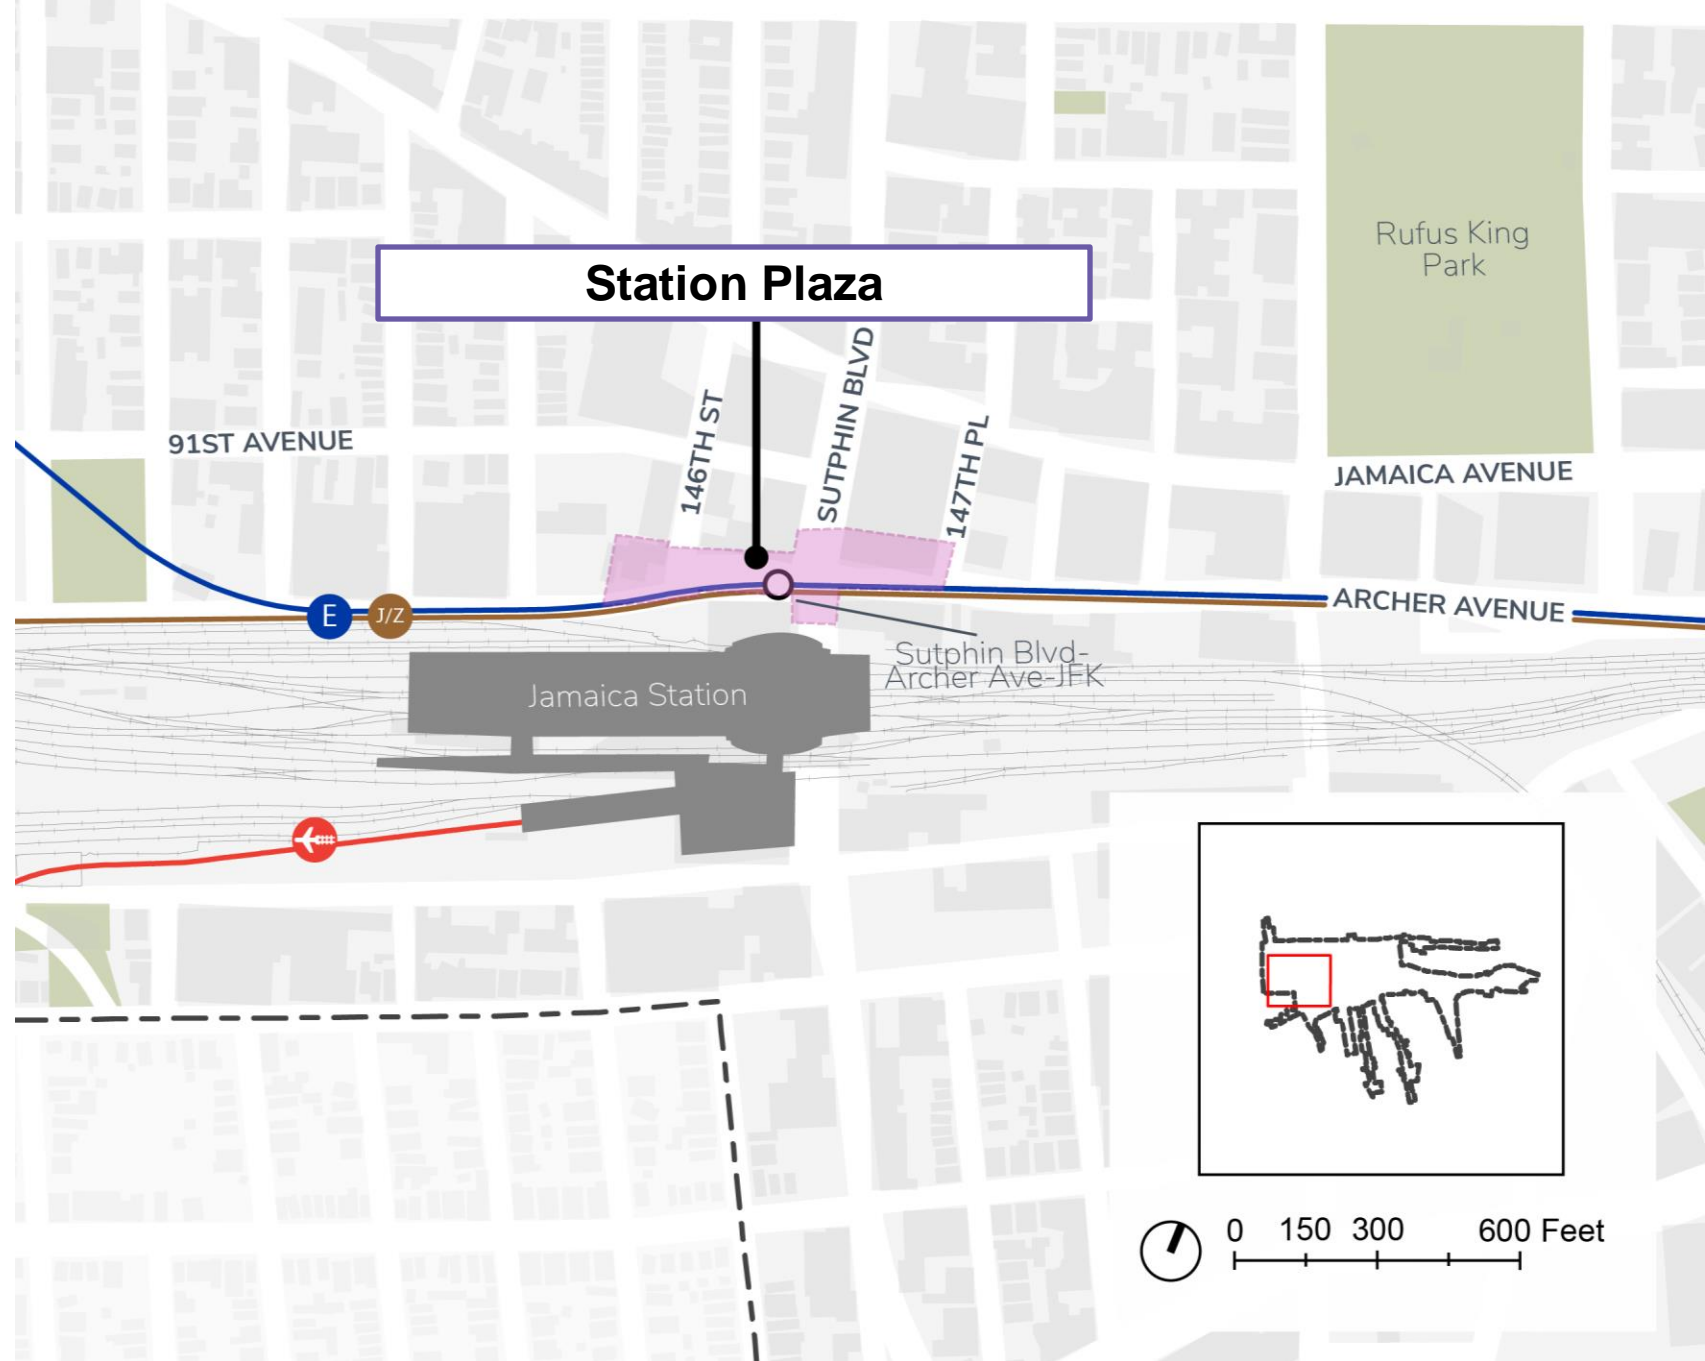 Rufus King
Park
Station Plaza
SUTPHIN BLVD
146TH ST
147TH PL
91ST AVENUE
JAMAICA AVENUE
E
J/Z
ARCHER AVENUE
Sutphin Blvd-
Archer Ave-JFK
Jamaica Station
0 150 300 600 Feet